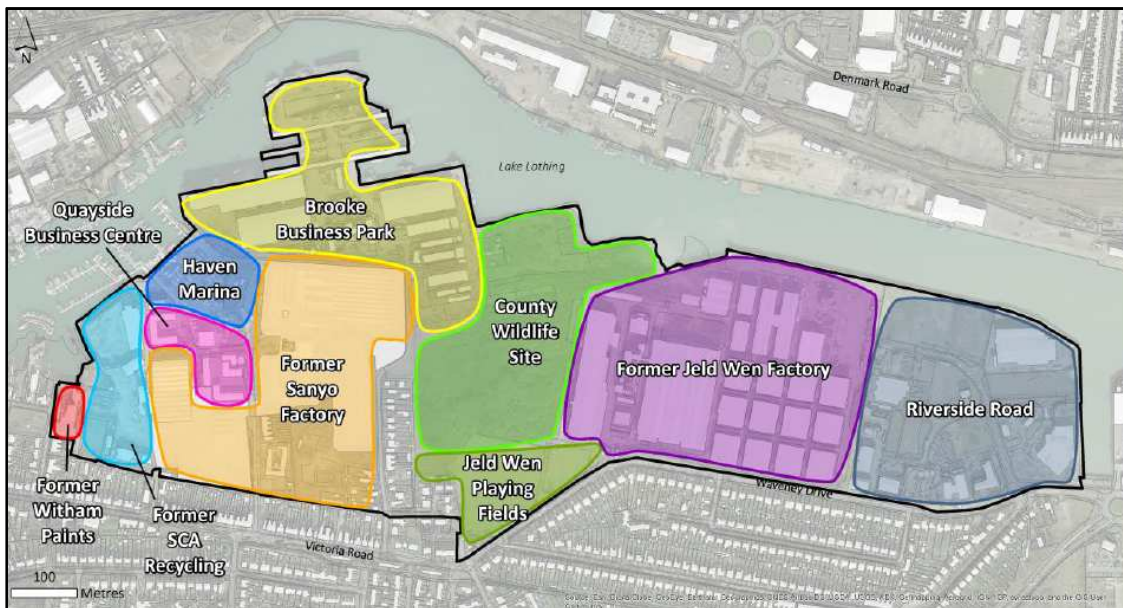 N
Denmark Road
Lake Lothing
Quayside
Business Centre
Brooke
Business Park
Haven
Marina
County
Wildlife
Site
Former
Sanyo
Factory
Former Jeld Wen Factory
Riverside Road
Jeld Wen
Playing
Fields
Waveney Drive
Former
Witham
Paints
Former
SCA
Recycling
Victoria Road
100
Metres